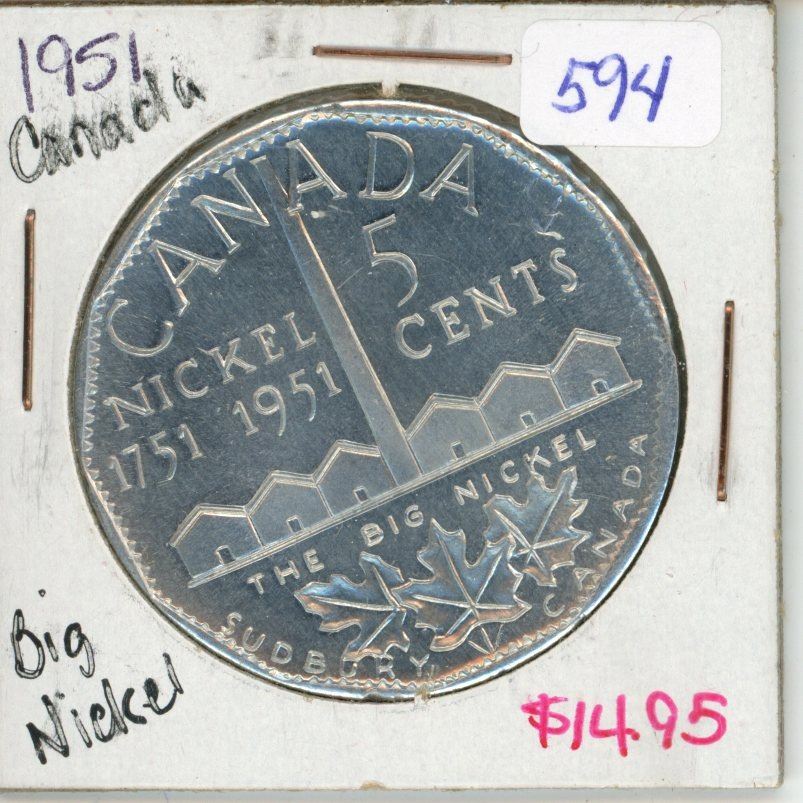 1951
Canada
594
CANADA
5
CENTS
NICKEL
1751 1951
THE BIG NICKEL
SUDBURY CANADA
Big
Nickel
$14.95